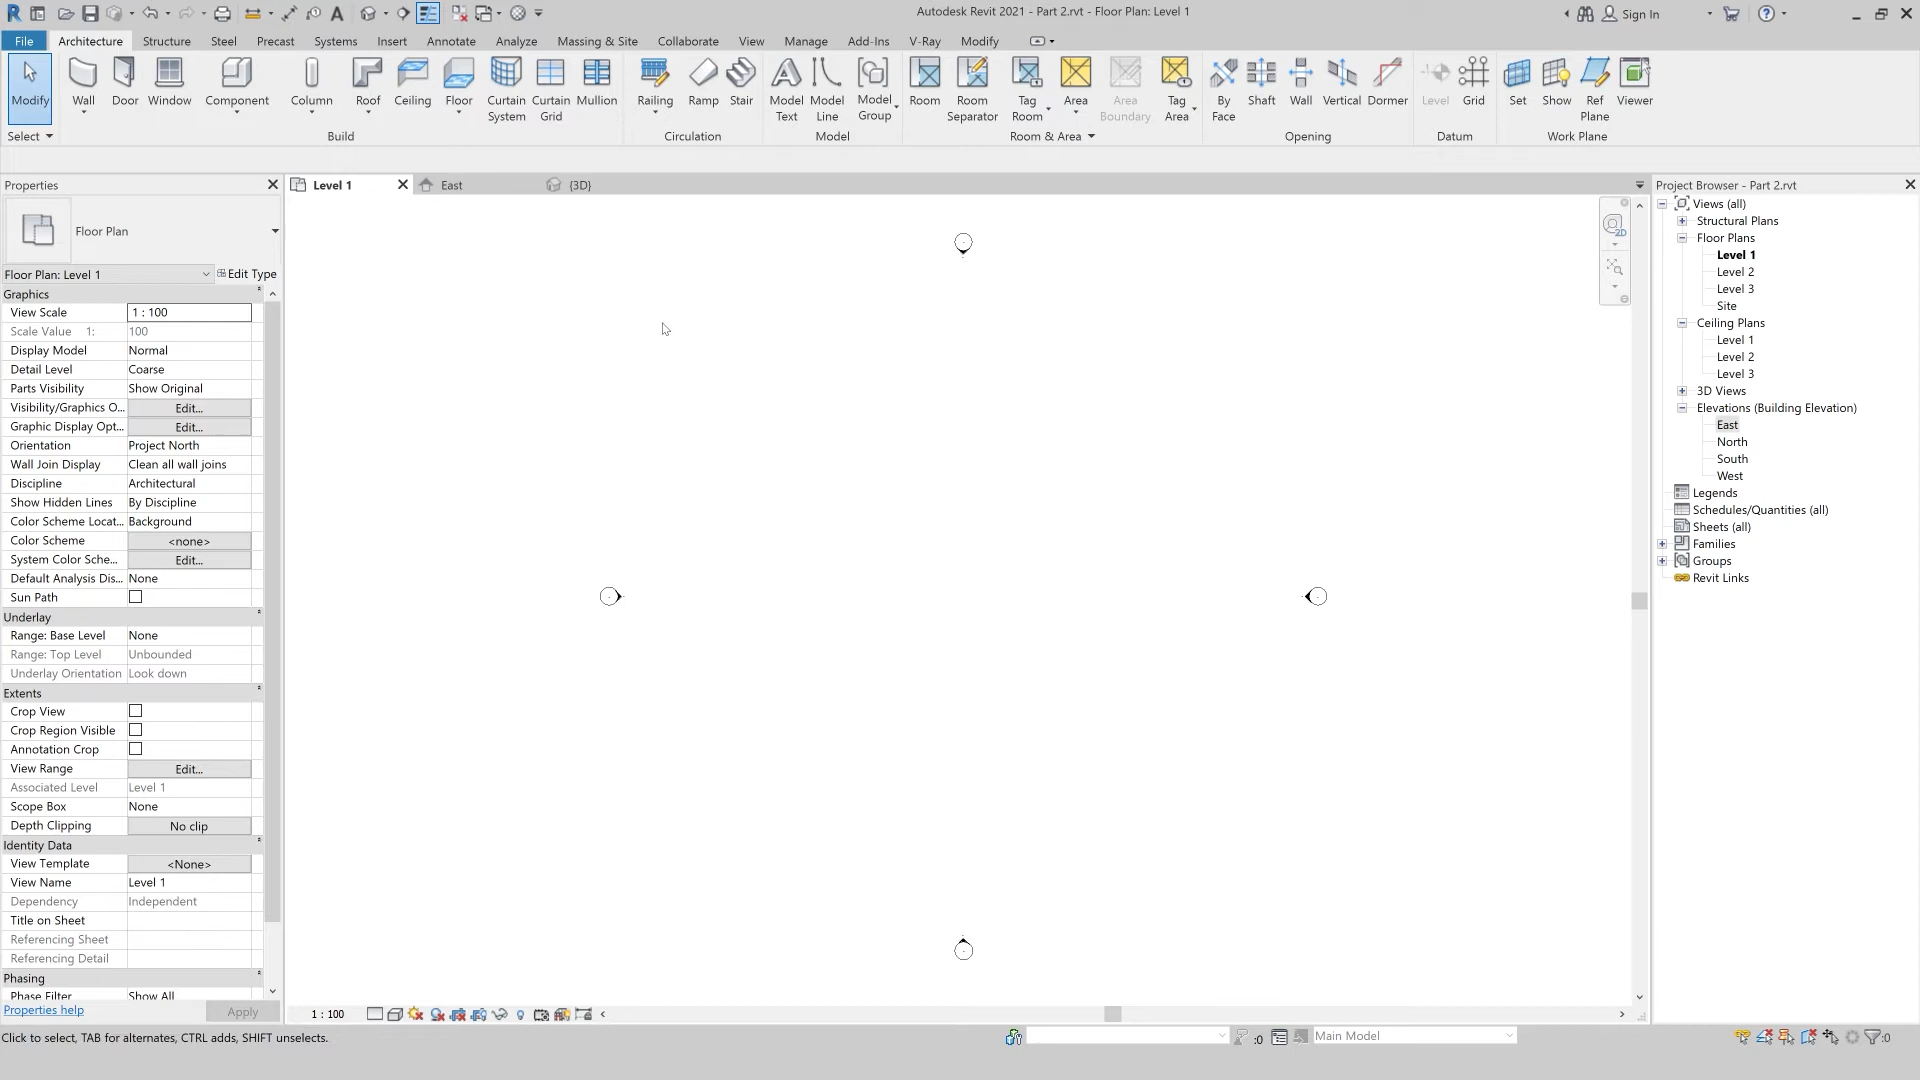 Autodesk Revit 2021 - Part 2.rvt - Floor Plan: Level 1
Sign In
File Architecture Structure Steel Precast Systems Insert Annotate Analyze Massing & Site Collaborate View Manage Add-Ins V-Ray Modify
Modify
Wall
Door
Window
Component
Column
Roof
Ceiling
Floor
Curtain System
Curtain Grid
Mullion
Railing
Ramp
Stair
Model Text
Model Line
Model Group
Room
Room Separator
Tag Room
Area
Area Boundary
Tag Area
By Face
Shaft
Wall
Vertical
Dormer
Level
Grid
Set
Show
Ref Plane
Viewer
Select
Build
Circulation
Model
Room & Area
Opening
Datum
Work Plane
Properties
Floor Plan
Floor Plan: Level 1
Edit Type
Graphics
View Scale 1 : 100
Scale Value 1: 100
Display Model Normal
Detail Level Coarse
Parts Visibility Show Original
Visibility/Graphics O... Edit...
Graphic Display Opt... Edit...
Orientation Project North
Wall Join Display Clean all wall joins
Discipline Architectural
Show Hidden Lines By Discipline
Color Scheme Locat... Background
Color Scheme <none>
System Color Sche... Edit...
Default Analysis Dis... None
Sun Path
Underlay
Range: Base Level None
Range: Top Level Unbounded
Underlay Orientation Look down
Extents
Crop View
Crop Region Visible
Annotation Crop
View Range Edit...
Associated Level Level 1
Scope Box None
Depth Clipping No clip
Identity Data
View Template <None>
View Name Level 1
Dependency Independent
Title on Sheet
Referencing Sheet
Referencing Detail
Phasing
Phase Filter Show All
Properties help
Apply
Level 1
East
{3D}
2D
Project Browser - Part 2.rvt
Views (all)
Structural Plans
Floor Plans
Level 1
Level 2
Level 3
Site
Ceiling Plans
Level 1
Level 2
Level 3
3D Views
Elevations (Building Elevation)
East
North
South
West
Legends
Schedules/Quantities (all)
Sheets (all)
Families
Groups
Revit Links
1 : 100
Click to select, TAB for alternates, CTRL adds, SHIFT unselects.
:0
Main Model
:0